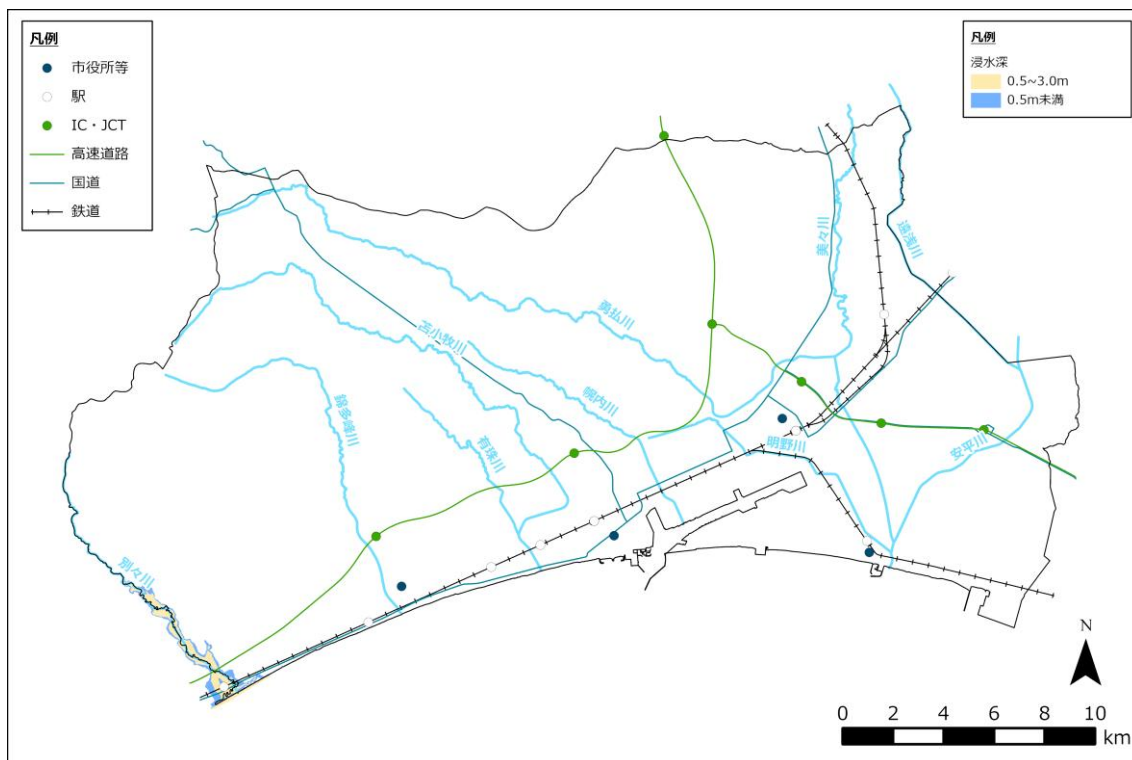 凡例
市役所等
駅
IC・JCT
高速道路
国道
鉄道
凡例
浸水深
0.5~3.0m
0.5m未満
美々川
遠浅川
勇払川
苫小牧川
幌内川
錦多峰川
有珠川
明野川
安平川
別々川
N
0 2 4 6 8 10
km